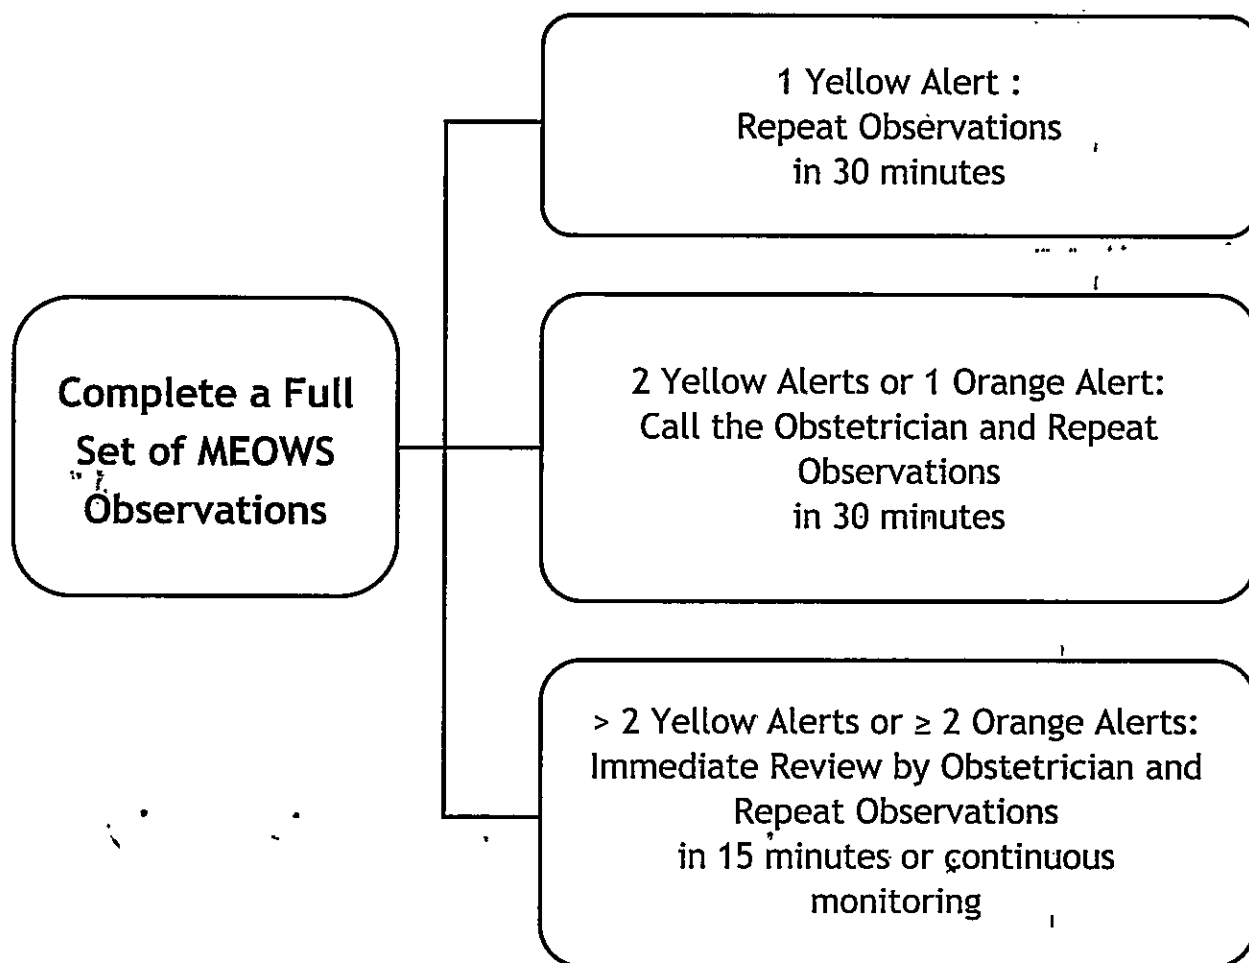 Complete a Full
Set of MEOWS
Observations
1 Yellow Alert :
Repeat Observations
in 30 minutes
2 Yellow Alerts or 1 Orange Alert:
Call the Obstetrician and Repeat
Observations
in 30 minutes
> 2 Yellow Alerts or ≥ 2 Orange Alerts:
Immediate Review by Obstetrician and
Repeat Observations
in 15 minutes or continuous
monitoring